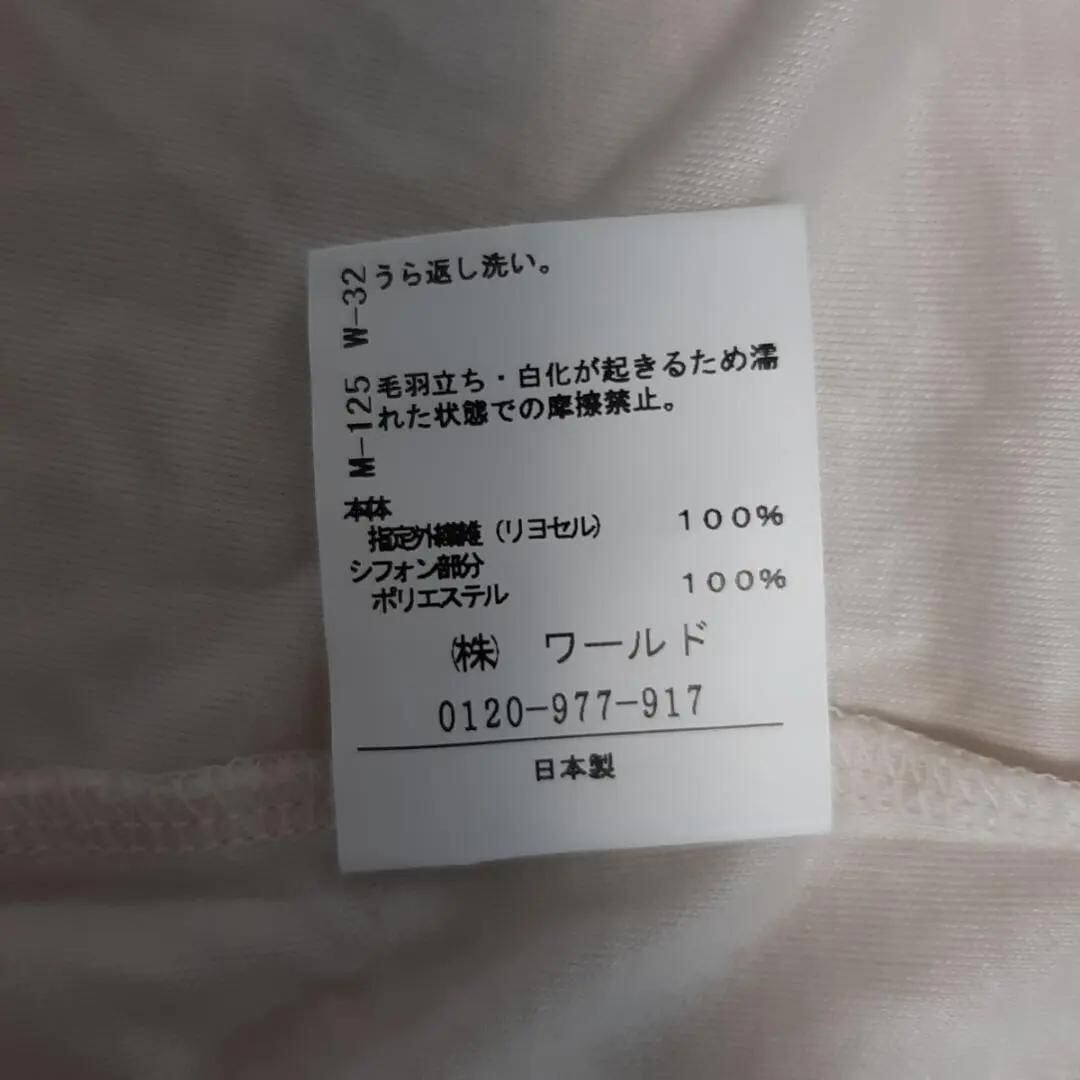 W-32
うら返し洗い。
M-125
毛羽立ち・白化が起きるため濡
れた状態での摩擦禁止。
本体
指定外繊維（リヨセル） 100%
シフォン部分
ポリエステル 100%
㈱ ワールド
0120-977-917
日本製